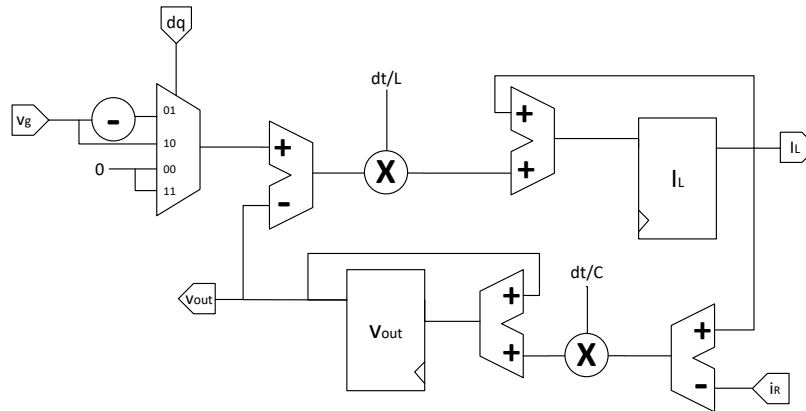 dq
01
vg
-
10
0
00
11
+
-
dt/L
X
+
+
IL
IL
vout
vout
+
+
dt/C
X
+
-
iR